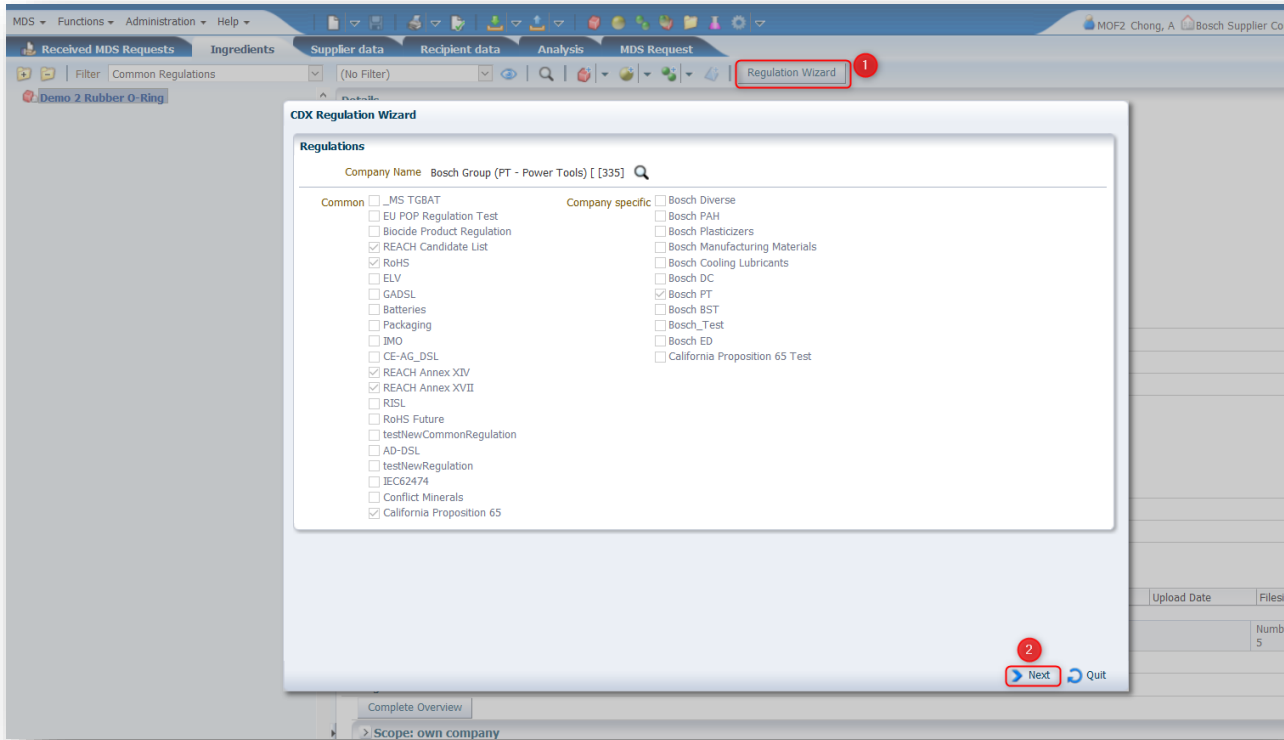 MDS Functions Administration Help MOF2 Chong, A Bosch Supplier Co
Received MDS Requests Ingredients Supplier data Recipient data Analysis MDS Request
Filter Common Regulations (No Filter) Regulation Wizard 1
Demo 2 Rubber O-Ring Details
CDX Regulation Wizard
Regulations
Company Name Bosch Group (PT - Power Tools) [ [335]
Common _MS TGBAT Company specific Bosch Diverse
EU POP Regulation Test Bosch PAH
Biocide Product Regulation Bosch Plasticizers
REACH Candidate List Bosch Manufacturing Materials
RoHS Bosch Cooling Lubricants
ELV Bosch DC
GADSL Bosch PT
Batteries Bosch BST
Packaging Bosch_Test
IMO Bosch ED
CE-AG_DSL California Proposition 65 Test
REACH Annex XIV
REACH Annex XVII
RISL
RoHS Future
testNewCommonRegulation
AD-DSL
testNewRegulation
IEC62474
Conflict Minerals
California Proposition 65
Upload Date Filesi
Numb
5
2
Next Quit
Complete Overview
Scope: own company